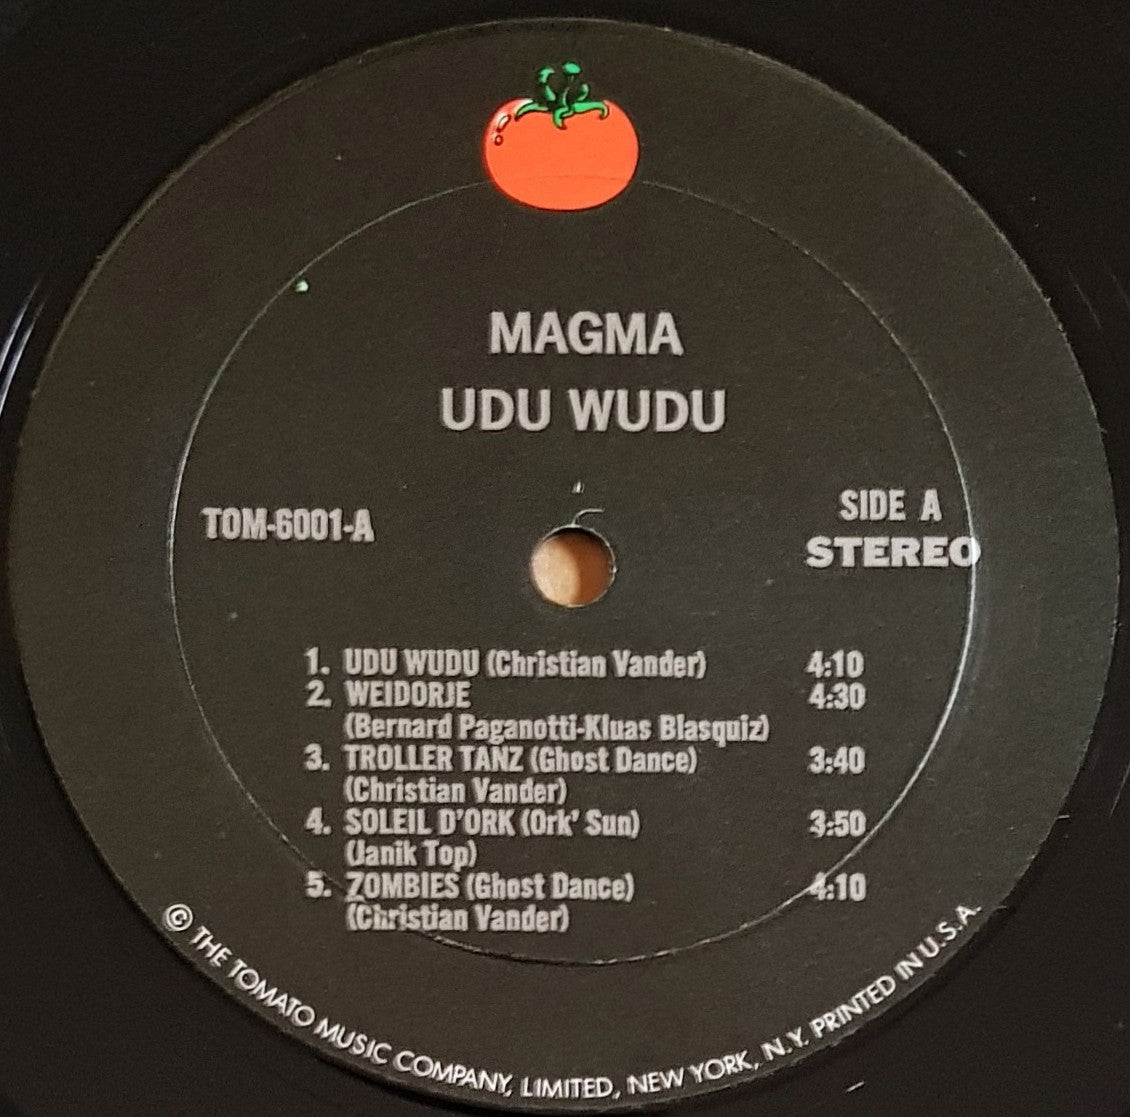 MAGMA
UDU WUDU
TOM-6001-A
SIDE A
STEREO
1. UDU WUDU (Christian Vander) 4:10
2. WEIDORJE 4:30
(Bernard Paganotti-Kluas Blasquiz)
3. TROLLER TANZ (Ghost Dance) 3:40
(Christian Vander)
4. SOLEIL D'ORK (Ork' Sun) 3:50
(Janik Top)
5. ZOMBIES (Ghost Dance) 4:10
(Christian Vander)
© THE TOMATO MUSIC COMPANY, LIMITED, NEW YORK, N.Y. PRINTED IN U.S.A.